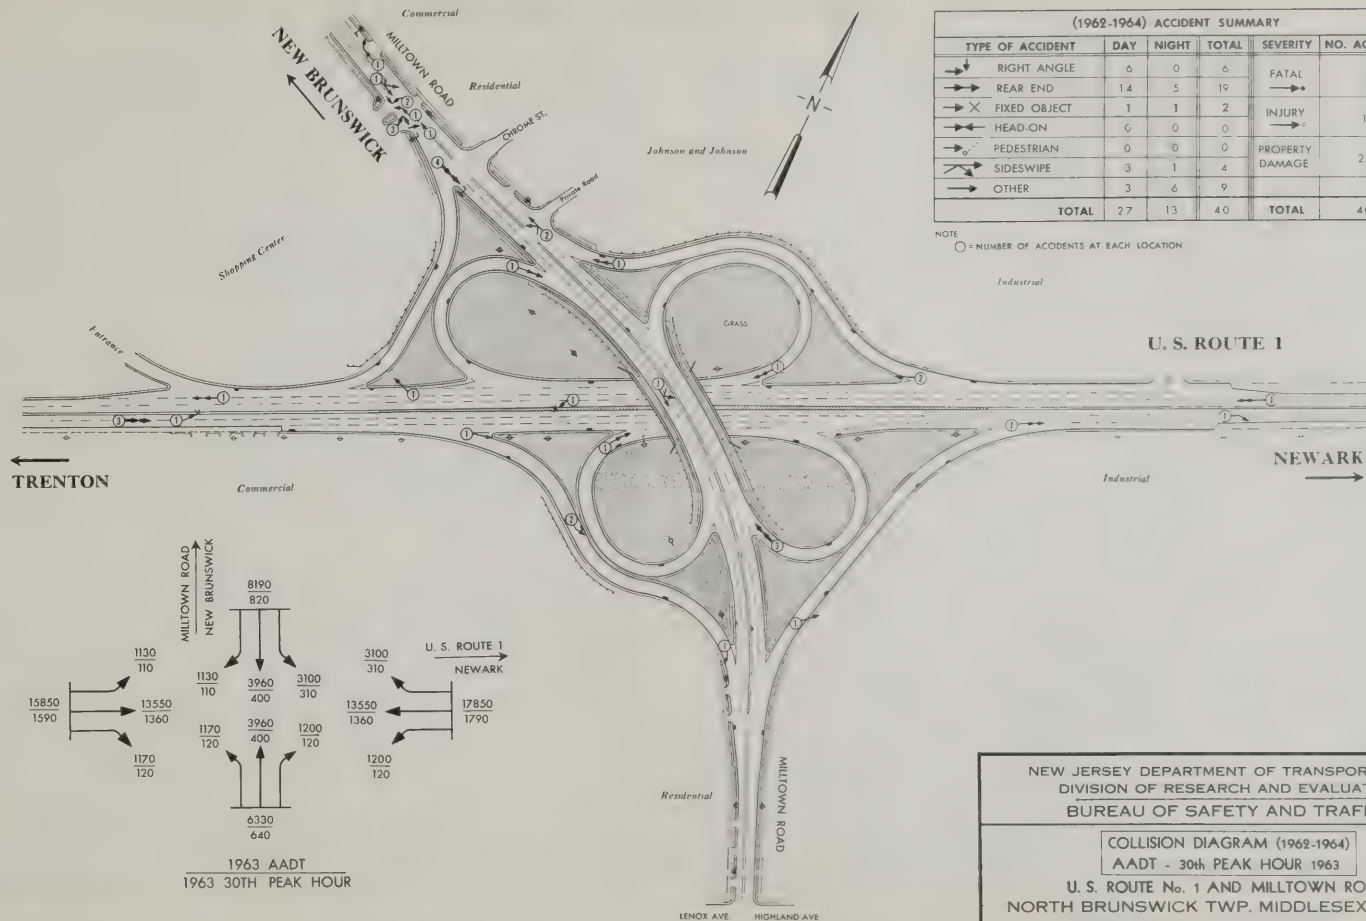 Commercial
MILLTOWN ROAD
NEW BRUNSWICK
Residential
CHROME ST.
Johnson and Johnson
Private Road
N
Shopping Center
Entrance
(1962-1964) ACCIDENT SUMMARY
TYPE OF ACCIDENT DAY NIGHT TOTAL SEVERITY NO. AC
RIGHT ANGLE 6 0 6 FATAL
REAR END 14 5 19
FIXED OBJECT 1 1 2 INJURY 1
HEAD-ON 0 0 0
PEDESTRIAN 0 0 0 PROPERTY DAMAGE 2
SIDESWIPE 3 1 4
OTHER 3 6 9
TOTAL 27 13 40 TOTAL 4
NOTE
= NUMBER OF ACCIDENTS AT EACH LOCATION
Industrial
GRASS
U. S. ROUTE 1
TRENTON
Commercial
NEWARK
Industrial
MILLTOWN ROAD
NEW BRUNSWICK
8190
820
1130
110
1130
110
3960
400
3100
310
3100
310
U. S. ROUTE 1
NEWARK
15850
1590
13550
1360
13550
1360
17850
1790
1170
120
1170
120
3960
400
1200
120
1200
120
6330
640
1963 AADT
1963 30TH PEAK HOUR
Residential
MILLTOWN ROAD
LENOX AVE. HIGHLAND AVE
NEW JERSEY DEPARTMENT OF TRANSPOR
DIVISION OF RESEARCH AND EVALUAT
BUREAU OF SAFETY AND TRAFF
COLLISION DIAGRAM (1962-1964)
AADT - 30th PEAK HOUR 1963
U. S. ROUTE No. 1 AND MILLTOWN RO
NORTH BRUNSWICK TWP. MIDDLESEX